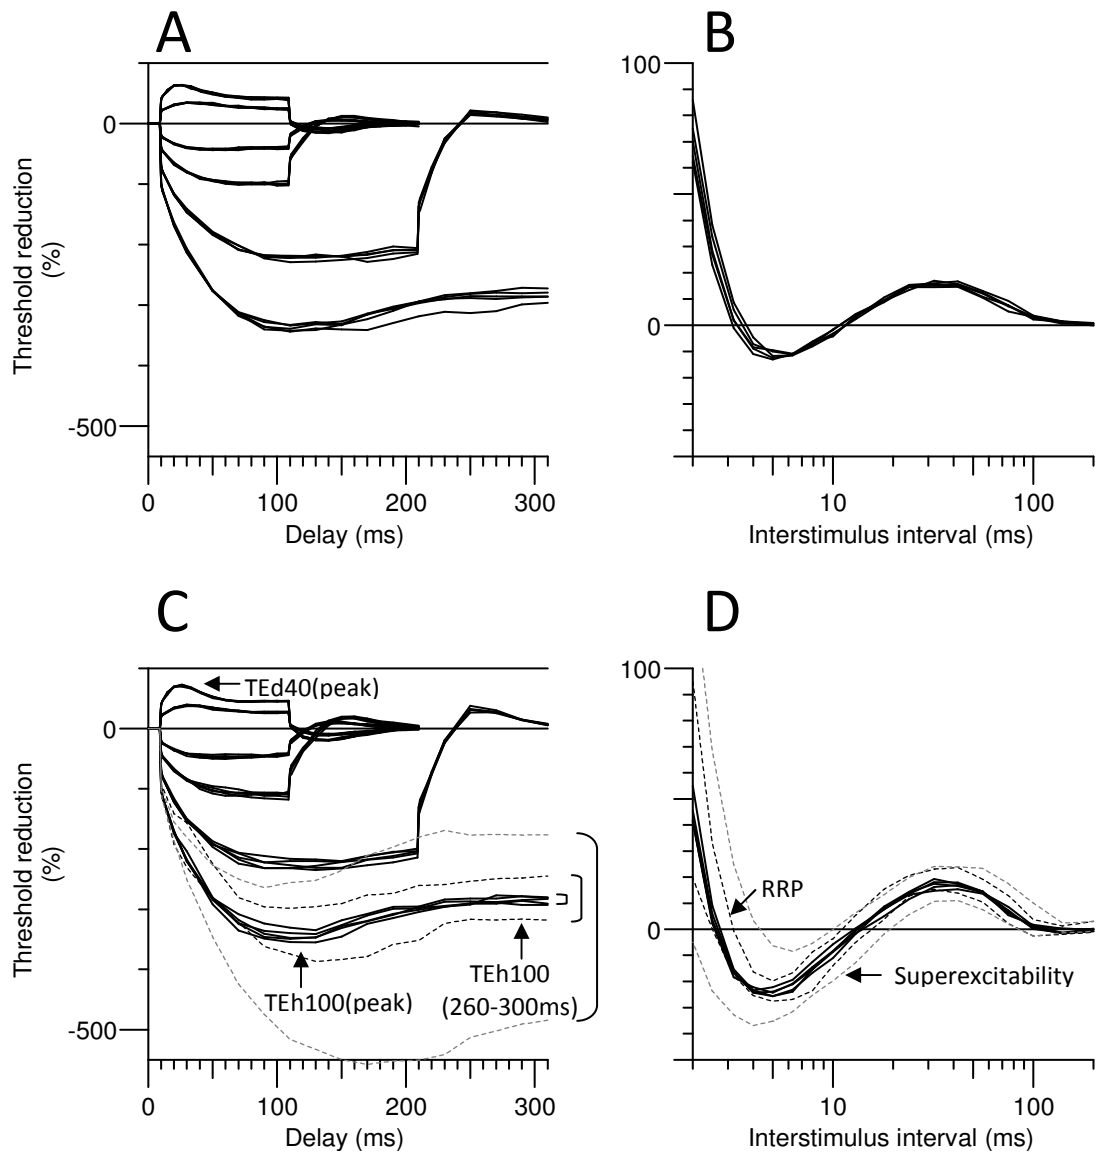 A
B
100
0
Threshold reduction
(%)
0
-500
0
100
200
300
10
100
Delay (ms)
Interstimulus interval (ms)
C
D
100
TEd40(peak)
0
Threshold reduction
(%)
RRP
0
Superexcitability
TEh100
TEh100(peak)
(260-300ms)
-500
0
100
200
300
10
100
Delay (ms)
Interstimulus interval (ms)